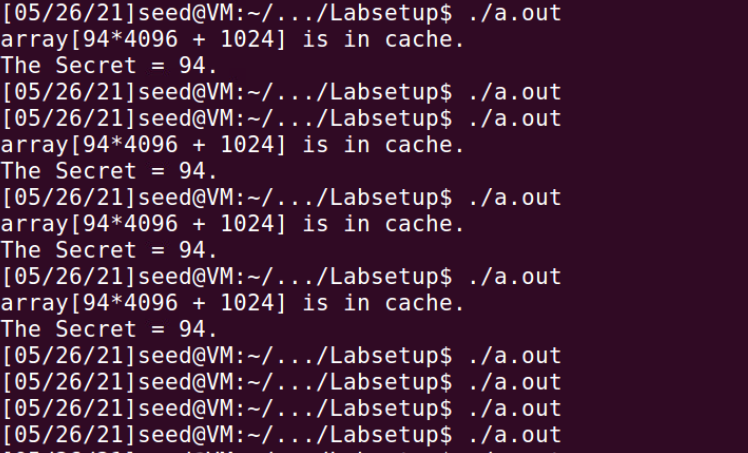 [05/26/21]seed@VM:~/.../Labsetup$ ./a.out
array[94*4096 + 1024] is in cache.
The Secret = 94.
[05/26/21]seed@VM:~/.../Labsetup$ ./a.out
[05/26/21]seed@VM:~/.../Labsetup$ ./a.out
array[94*4096 + 1024] is in cache.
The Secret = 94.
[05/26/21]seed@VM:~/.../Labsetup$ ./a.out
array[94*4096 + 1024] is in cache.
The Secret = 94.
[05/26/21]seed@VM:~/.../Labsetup$ ./a.out
array[94*4096 + 1024] is in cache.
The Secret = 94.
[05/26/21]seed@VM:~/.../Labsetup$ ./a.out
[05/26/21]seed@VM:~/.../Labsetup$ ./a.out
[05/26/21]seed@VM:~/.../Labsetup$ ./a.out
[05/26/21]seed@VM:~/.../Labsetup$ ./a.out